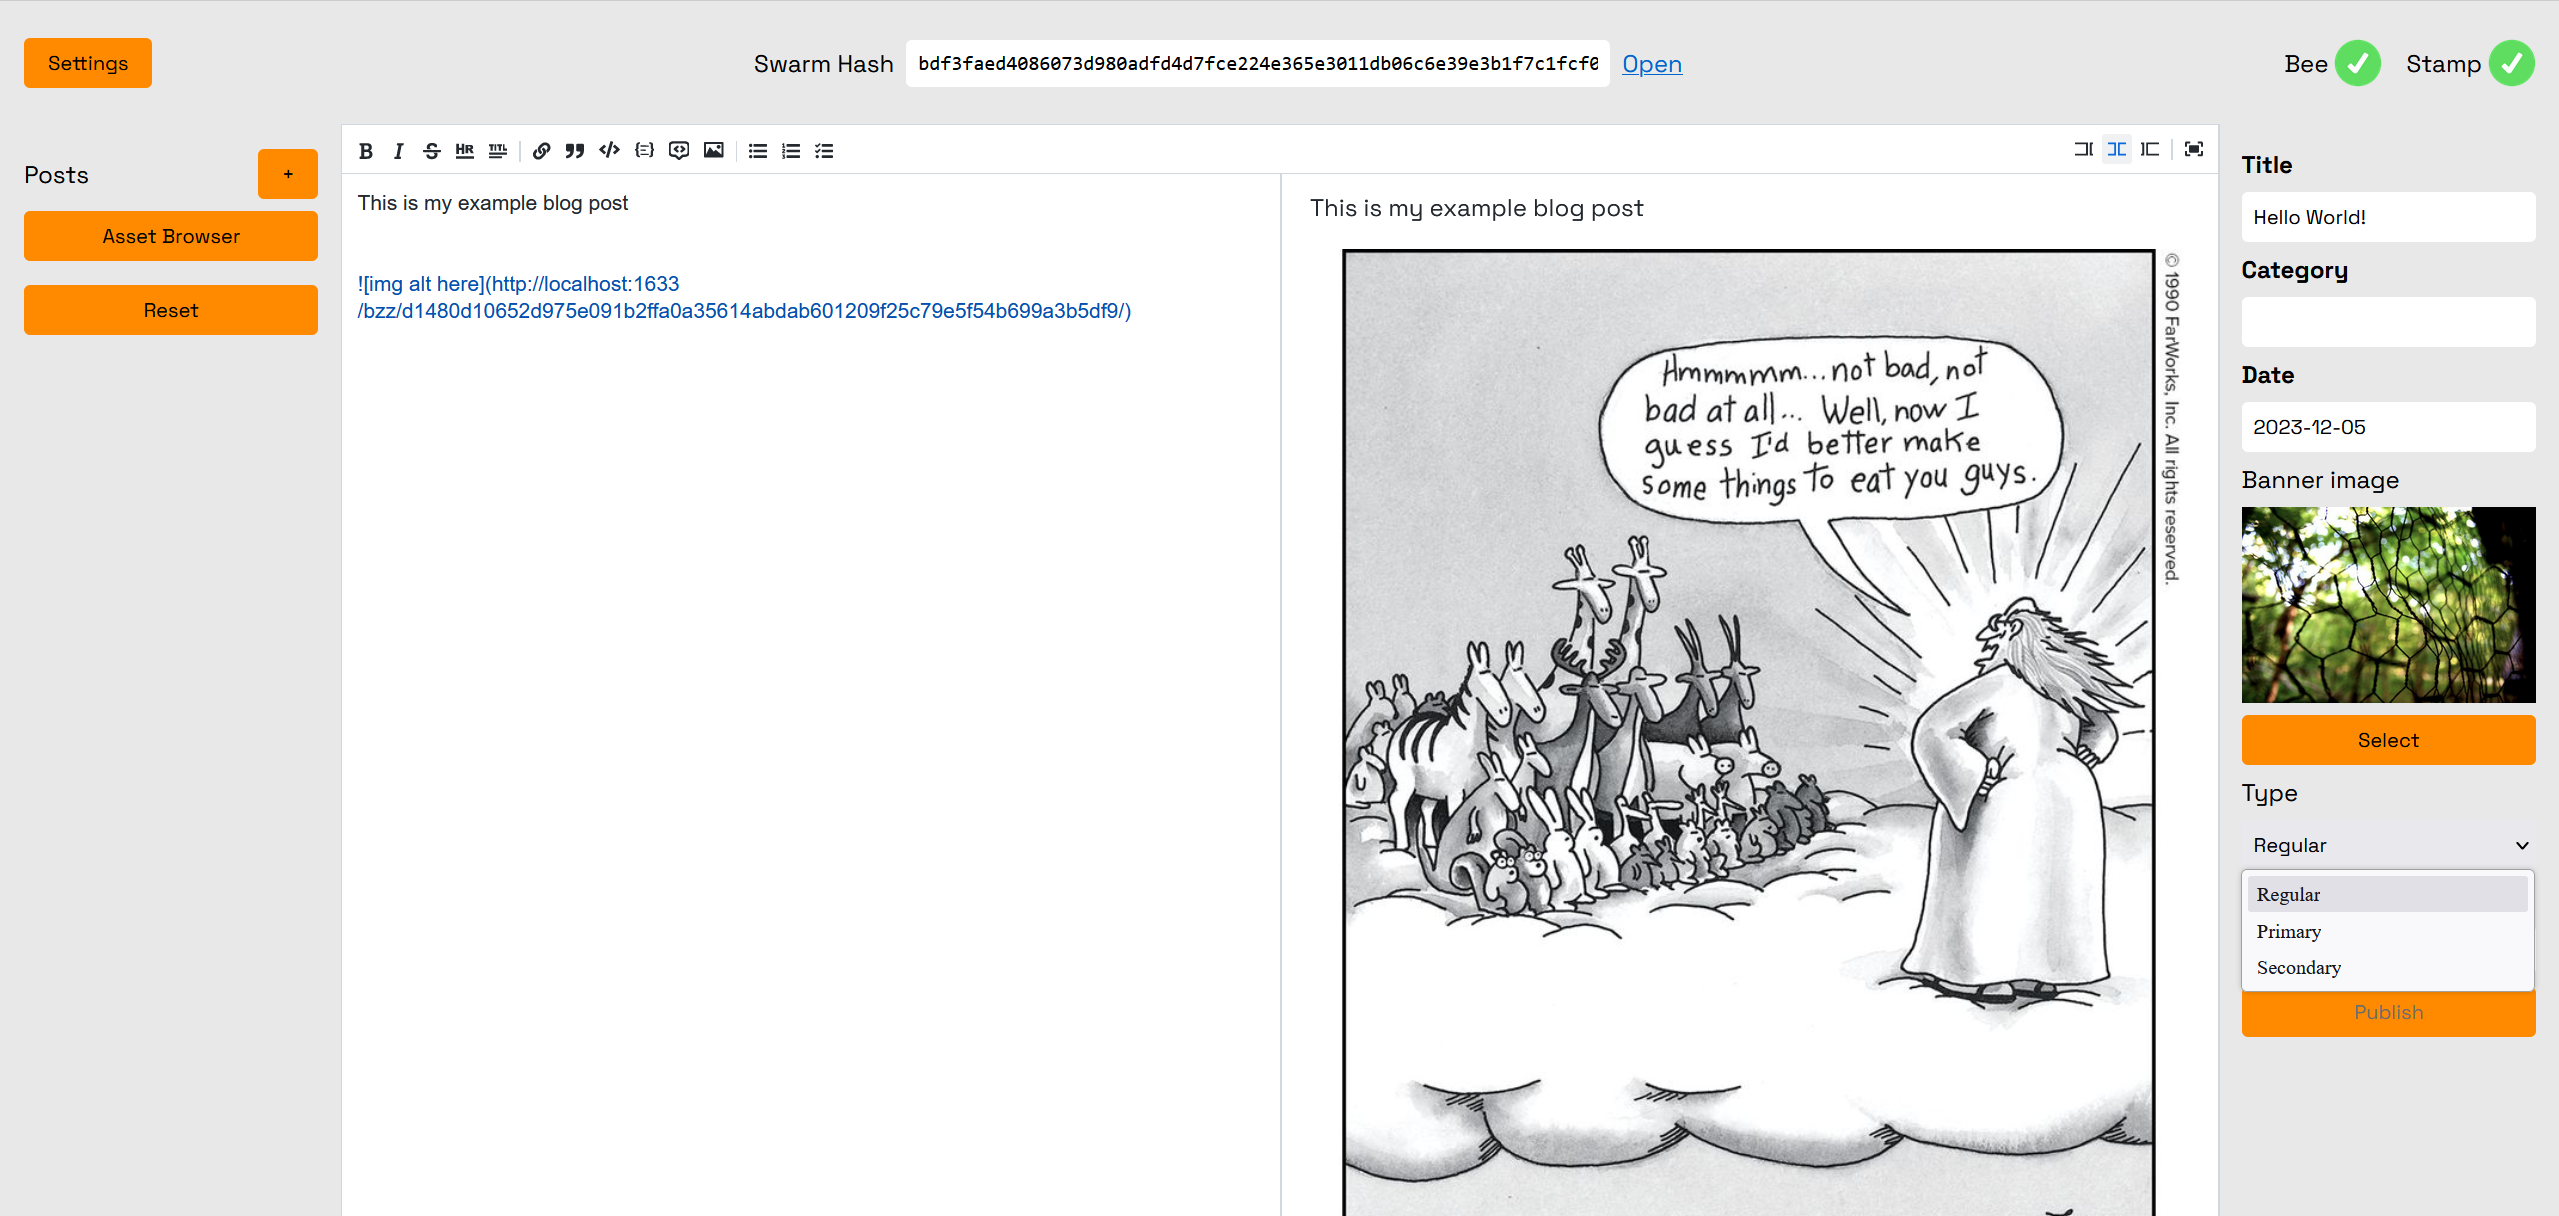 Settings
Swarm Hash
bdf3faed4086073d980adfd4d7fce224e365e3011db06c6e39e3b1f7c1fcf0
Open
Bee
Stamp
Posts
+
Asset Browser
Reset
B I S HR TITL
This is my example blog post
![img alt here](http://localhost:1633
/bzz/d1480d10652d975e091b2ffa0a35614abdab601209f25c79e5f54b699a3b5df9/)
This is my example blog post
Hmmmmm...not bad, not
bad at all... Well, now I
guess I'd better make
some things to eat you guys.
© 1990 FarWorks, Inc. All rights reserved.
Title
Hello World!
Category
Date
2023-12-05
Banner image
Select
Type
Regular
Regular
Primary
Secondary
Publish